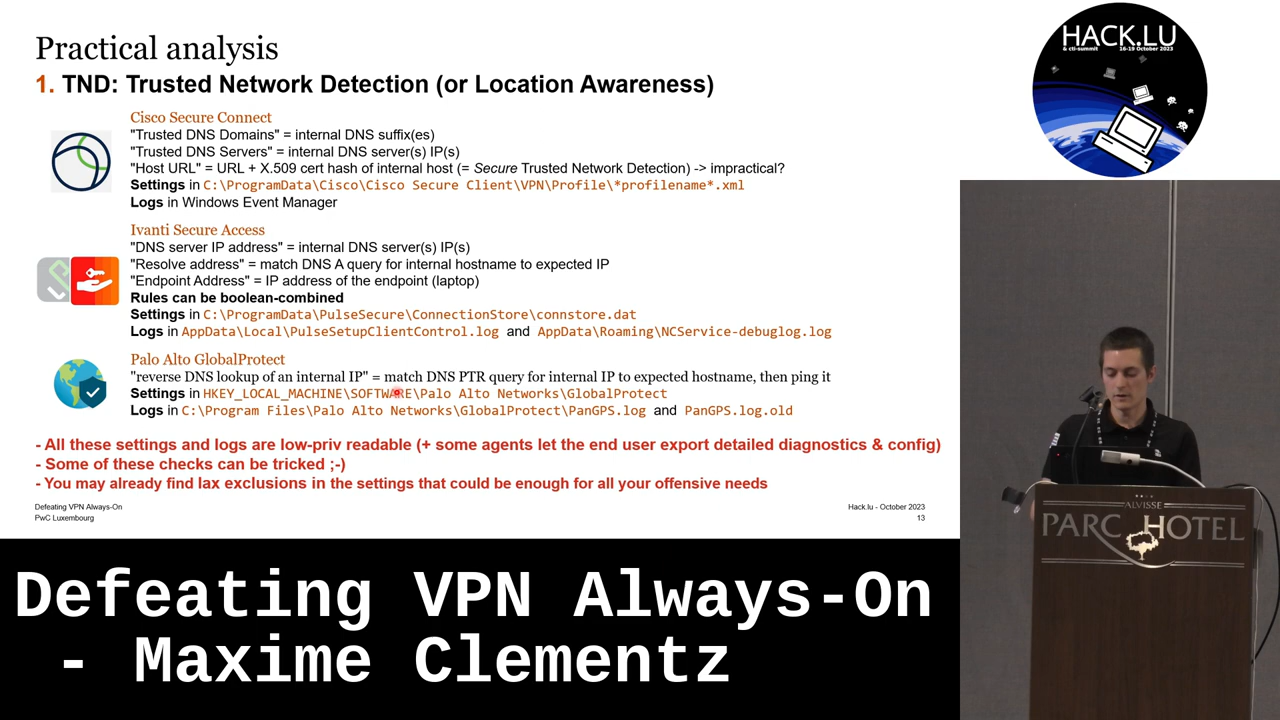 Practical analysis
1. TND: Trusted Network Detection (or Location Awareness)
Cisco Secure Connect
"Trusted DNS Domains" = internal DNS suffix(es)
"Trusted DNS Servers" = internal DNS server(s) IP(s)
"Host URL" = URL + X.509 cert hash of internal host (= Secure Trusted Network Detection) -> impractical?
Settings in C:\ProgramData\Cisco\Cisco Secure Client\VPN\Profile\*profilename*.xml
Logs in Windows Event Manager
Ivanti Secure Access
"DNS server IP address" = internal DNS server(s) IP(s)
"Resolve address" = match DNS A query for internal hostname to expected IP
"Endpoint Address" = IP address of the endpoint (laptop)
Rules can be boolean-combined
Settings in C:\ProgramData\PulseSecure\ConnectionStore\connstore.dat
Logs in AppData\Local\PulseSetupClientControl.log and AppData\Roaming\NCService-debuglog.log
Palo Alto GlobalProtect
"reverse DNS lookup of an internal IP" = match DNS PTR query for internal IP to expected hostname, then ping it
Settings in HKEY_LOCAL_MACHINE\SOFTWARE\Palo Alto Networks\GlobalProtect
Logs in C:\Program Files\Palo Alto Networks\GlobalProtect\PanGPS.log and PanGPS.log.old
- All these settings and logs are low-priv readable (+ some agents let the end user export detailed diagnostics & config)
- Some of these checks can be tricked ;-)
- You may already find lax exclusions in the settings that could be enough for all your offensive needs
Defeating VPN Always-On
PwC Luxembourg
Hack.lu - October 2023
13
HACK.LU
& cti-summit 16-19 October 2023
ALVISSE
PARC HOTEL
Defeating VPN Always-On
- Maxime Clementz